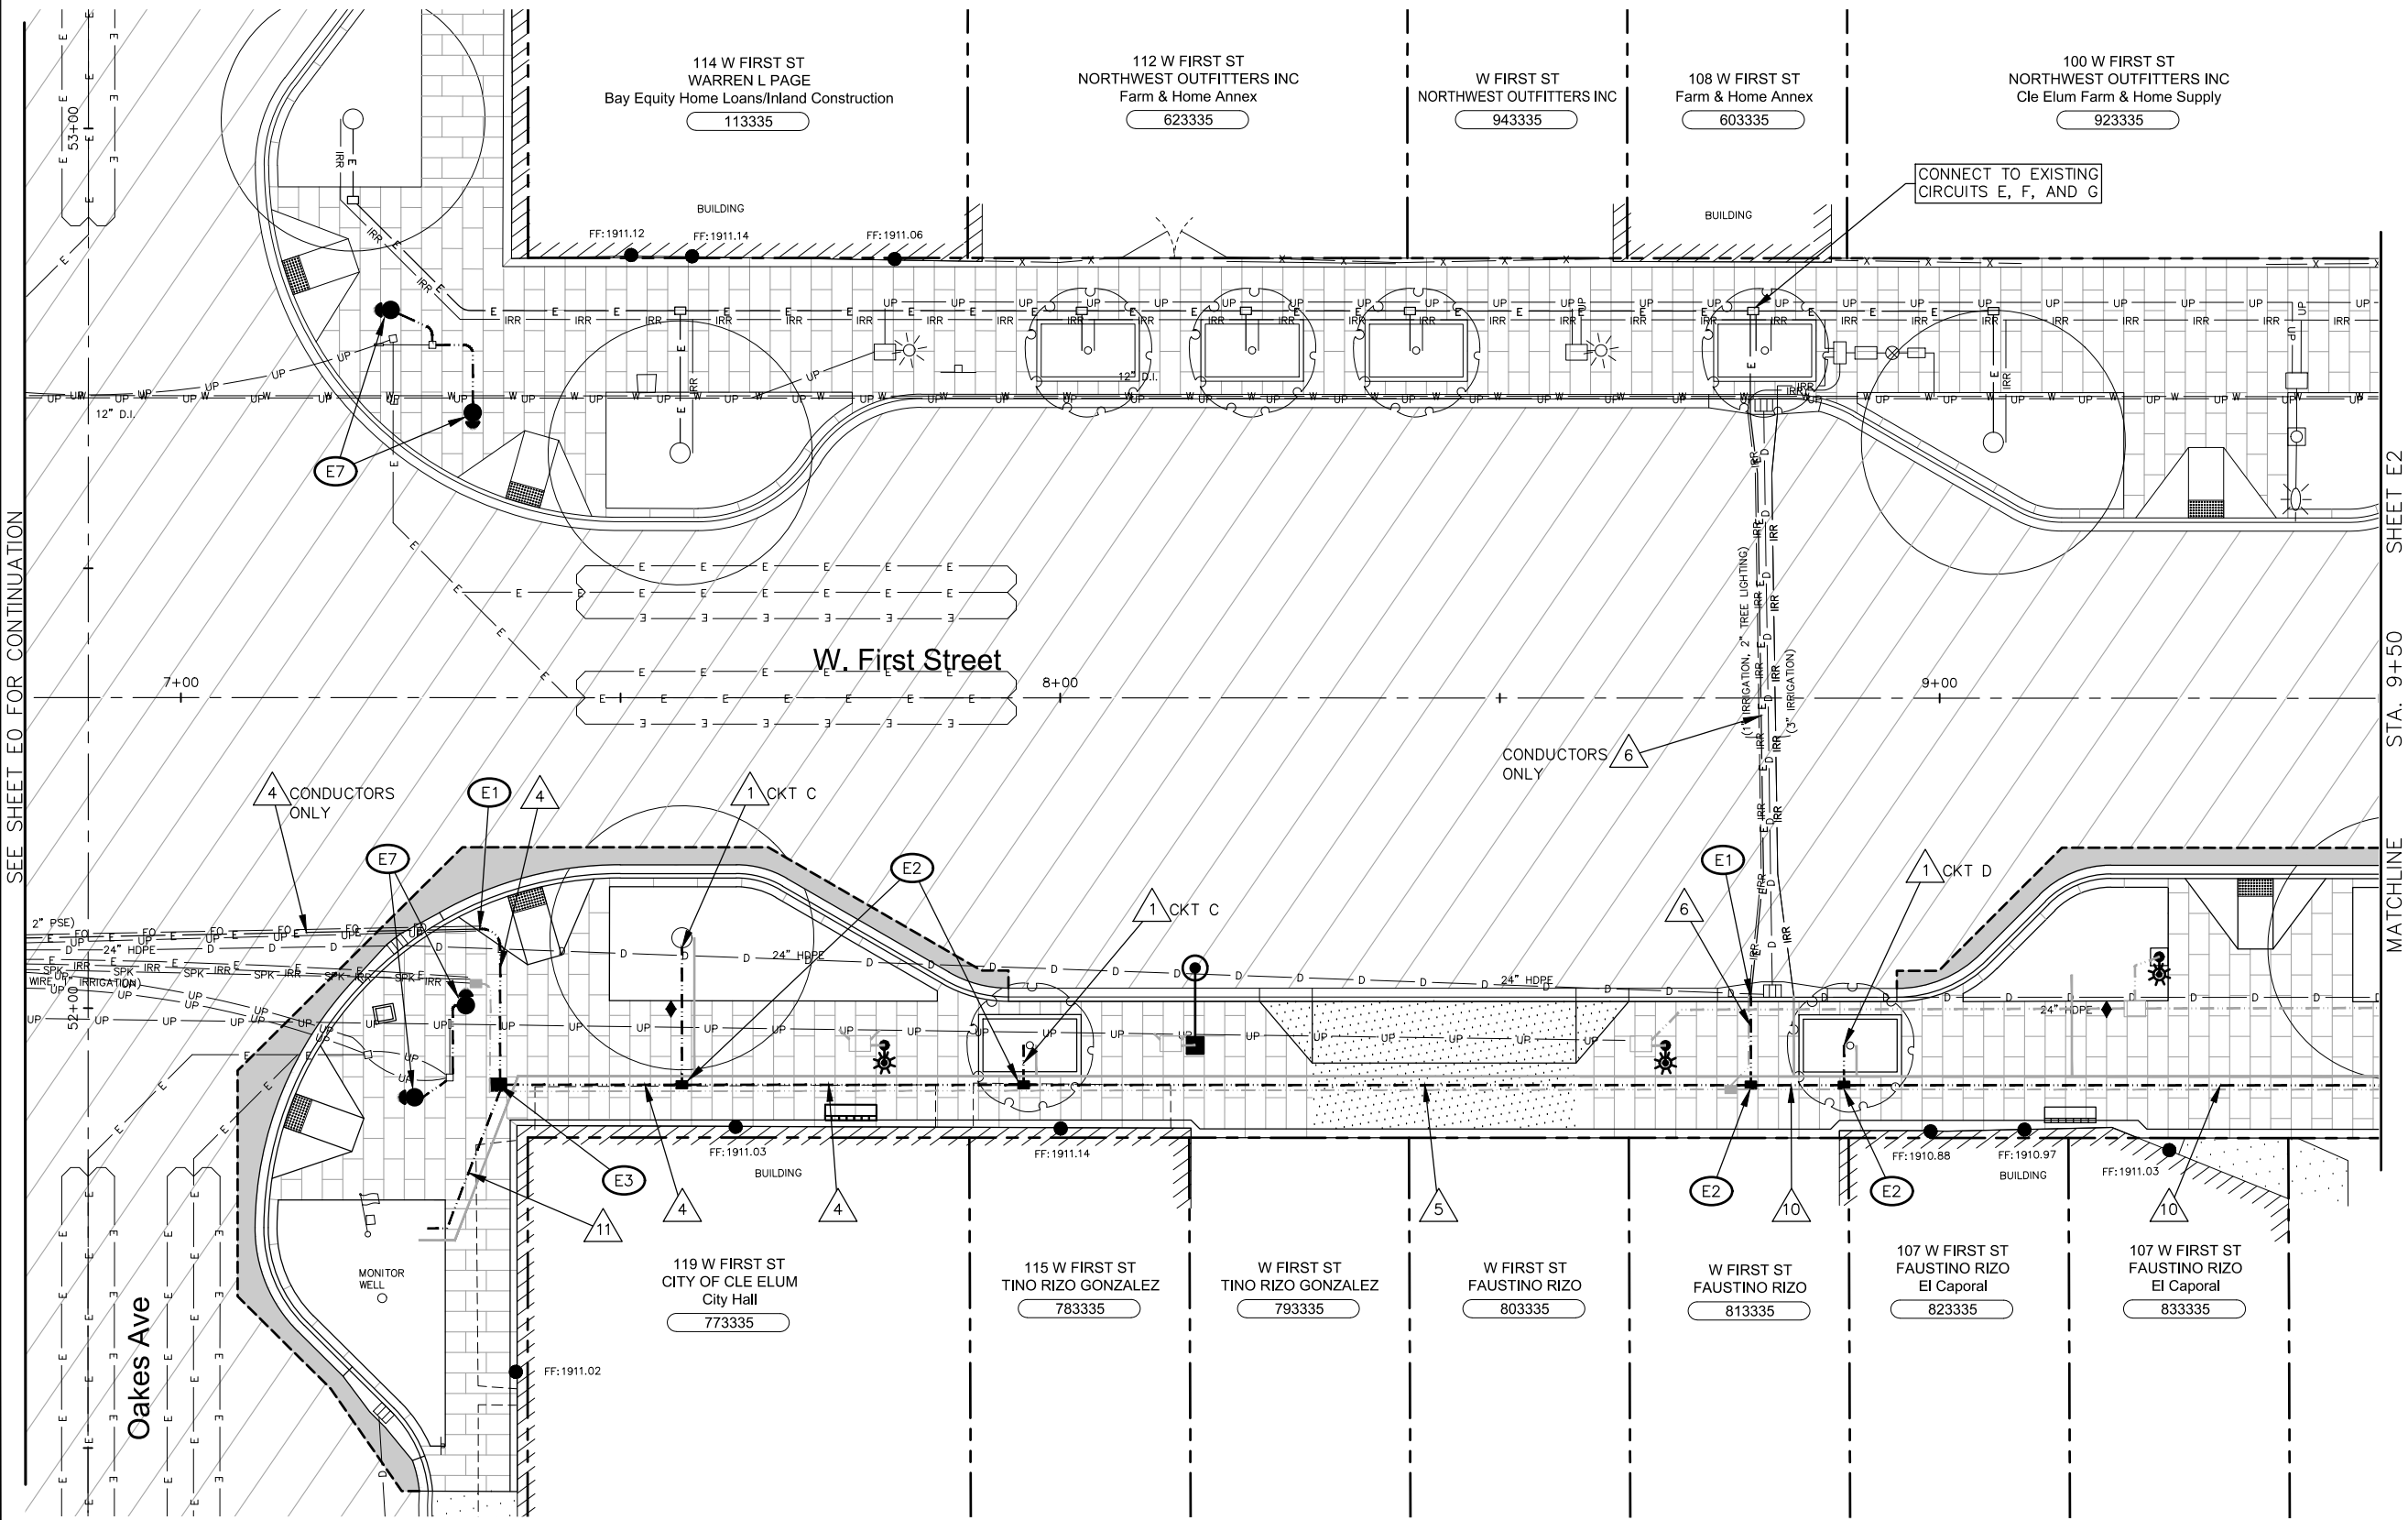 114 W FIRST ST
WARREN L PAGE
Bay Equity Home Loans/Inland Construction
113335
112 W FIRST ST
NORTHWEST OUTFITTERS INC
Farm & Home Annex
623335
W FIRST ST
NORTHWEST OUTFITTERS INC
943335
108 W FIRST ST
Farm & Home Annex
603335
100 W FIRST ST
NORTHWEST OUTFITTERS INC
Cle Elum Farm & Home Supply
923335
CONNECT TO EXISTING
CIRCUITS E, F, AND G
53+00
BUILDING
BUILDING
FF:1911.12
FF:1911.14
FF:1911.06
12" D.I.
12" D.I.
E7
SEE SHEET E0 FOR CONTINUATION
MATCHLINE STA. 9+50 SHEET E2
W. First Street
7+00
8+00
9+00
(1" IRRIGATION, 2" TREE LIGHTING)
(3" IRRIGATION)
CONDUCTORS
ONLY
6
4
CONDUCTORS
ONLY
E1
4
1
CKT C
E7
E2
1
CKT C
E1
6
1
CKT D
2" PSE)
24" HDPE
24" HDPE
24" HDPE
24" HDPE
52+00
FF:1911.03
BUILDING
FF:1911.14
FF:1910.88
FF:1910.97
BUILDING
FF:1911.03
E3
4
4
5
E2
10
E2
10
11
MONITOR
WELL
Oakes Ave
FF:1911.02
119 W FIRST ST
CITY OF CLE ELUM
City Hall
773335
115 W FIRST ST
TINO RIZO GONZALEZ
783335
W FIRST ST
TINO RIZO GONZALEZ
793335
W FIRST ST
FAUSTINO RIZO
803335
W FIRST ST
FAUSTINO RIZO
813335
107 W FIRST ST
FAUSTINO RIZO
El Caporal
823335
107 W FIRST ST
FAUSTINO RIZO
El Caporal
833335